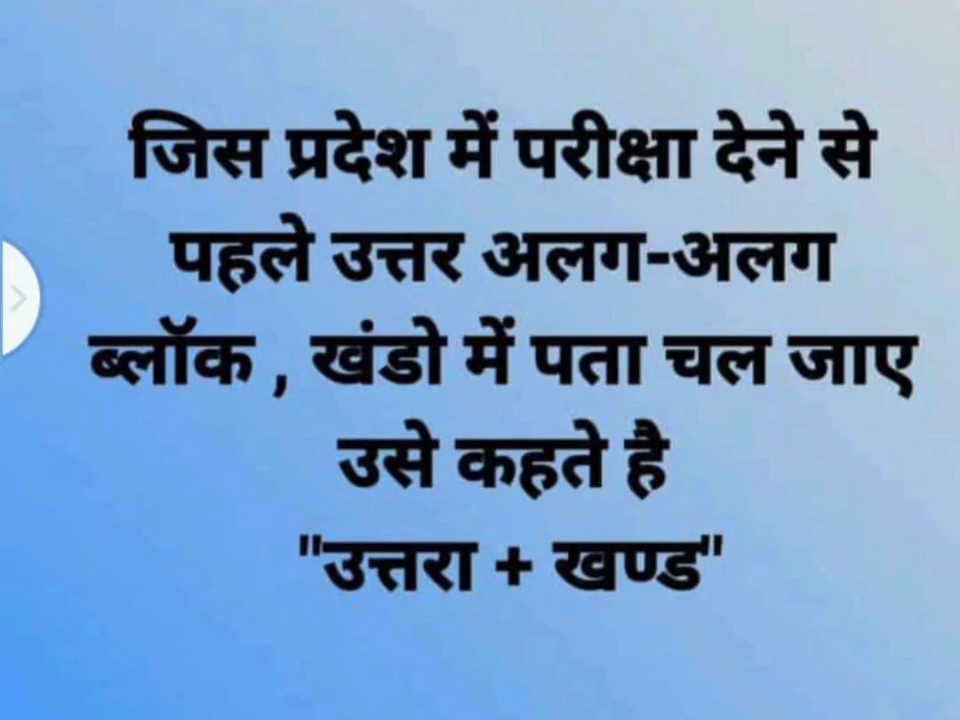 जिस प्रदेश में परीक्षा देने से
पहले उत्तर अलग-अलग
ब्लॉक , खंडो में पता चल जाए
उसे कहते है
"उत्तरा + खण्ड"